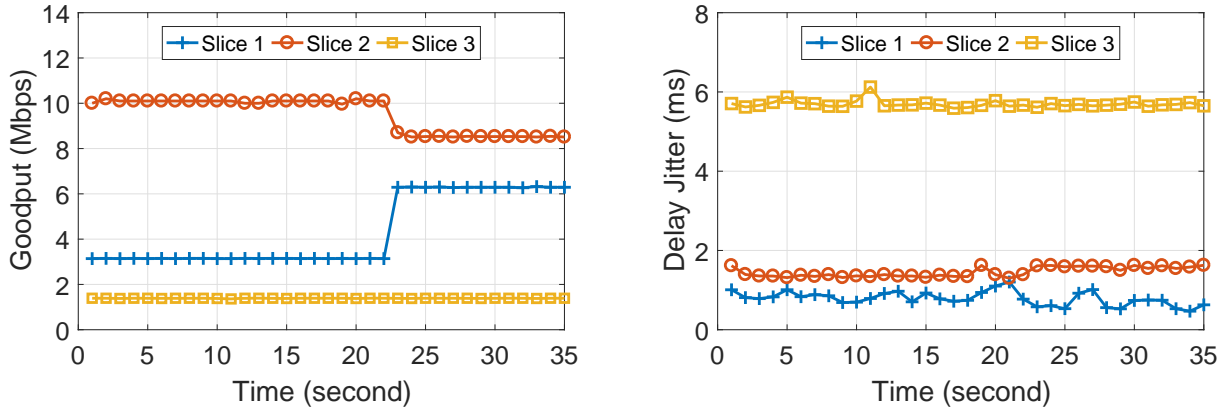 Goodput (Mbps)
14
12
10
8
6
4
2
0
Slice 1 Slice 2 Slice 3
0 5 10 15 20 25 30 35
Time (second)
Delay Jitter (ms)
8
6
4
2
0
Slice 1 Slice 2 Slice 3
0 5 10 15 20 25 30 35
Time (second)